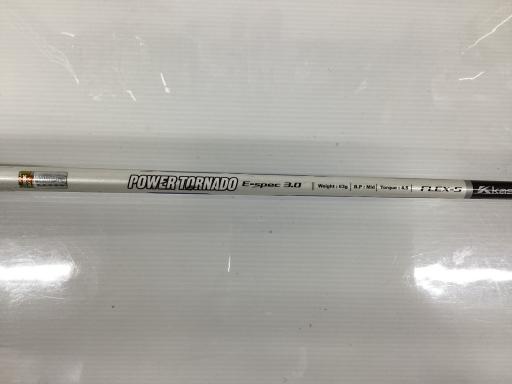 POWER TORNADO E-spec 3.0 | Weight : 63g | B.P : Mid | Torque : 4.5 | FLEX-S